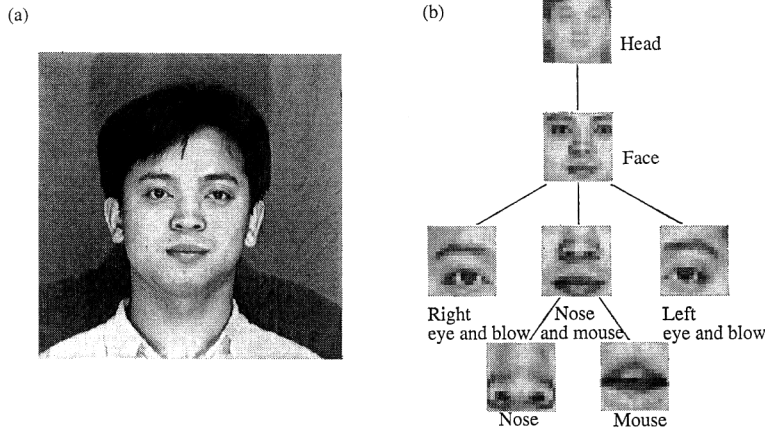 (a)
(b)
Head
Face
Right
eye and blow
Nose
and mouse
Left
eye and blow
Nose
Mouse